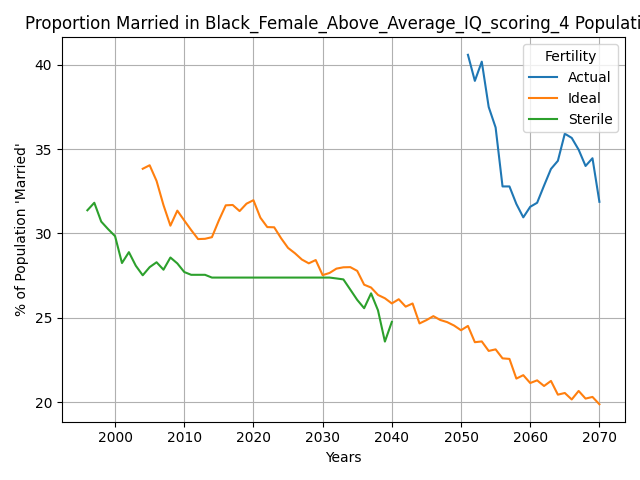 Proportion Married in Black_Female_Above_Average_IQ_scoring_4 Populati
Fertility
Actual
Ideal
Sterile
% of Population 'Married'
40
35
30
25
20
2000 2010 2020 2030 2040 2050 2060 2070
Years